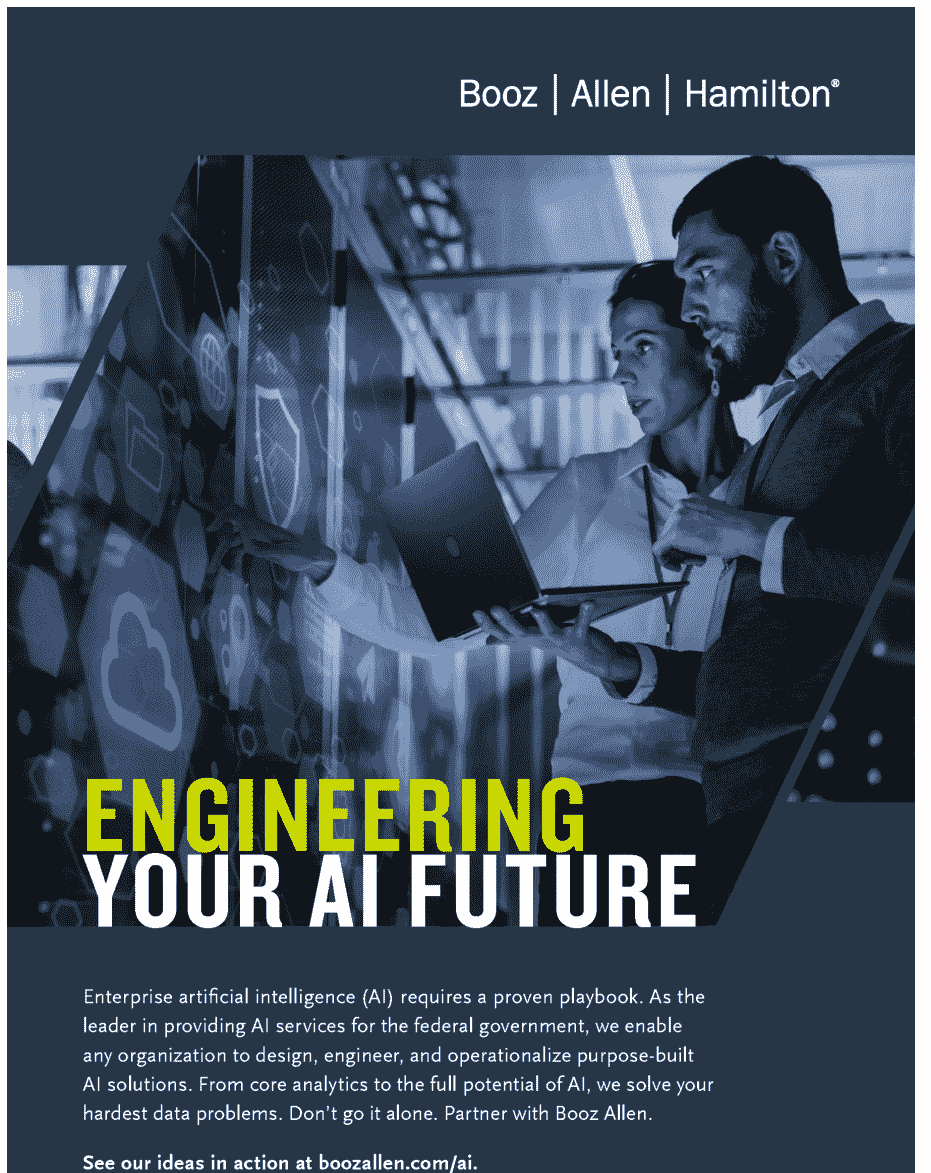 Booz | Allen | Hamilton®
ENGINEERING
YOUR AI FUTURE
Enterprise artificial intelligence (AI) requires a proven playbook. As the
leader in providing AI services for the federal government, we enable
any organization to design, engineer, and operationalize purpose-built
AI solutions. From core analytics to the full potential of AI, we solve your
hardest data problems. Don’t go it alone. Partner with Booz Allen.
See our ideas in action at boozallen.com/ai.